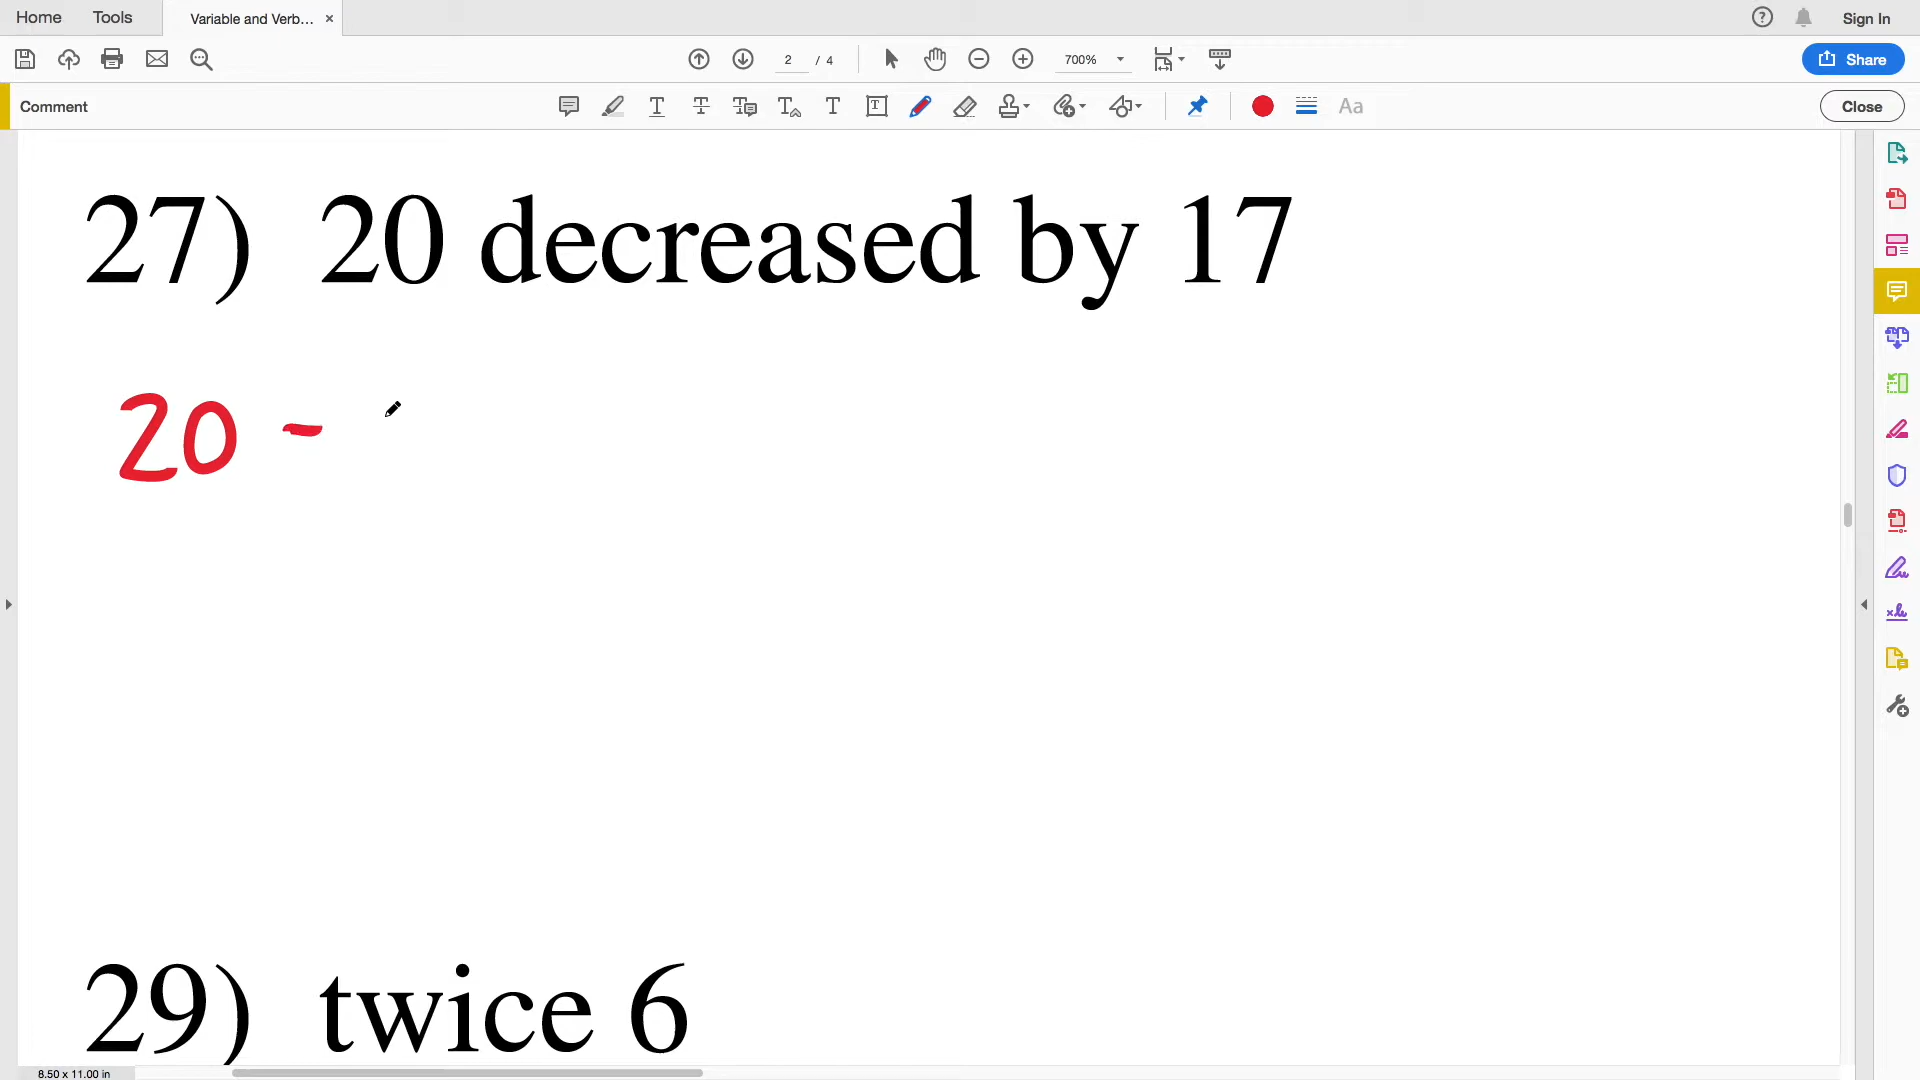 Home Tools Variable and Verb... ×
Sign In
2 / 4 700% Share
Comment Aa Close
27) 20 decreased by 17
20 -
29) twice 6
8.50 x 11.00 in